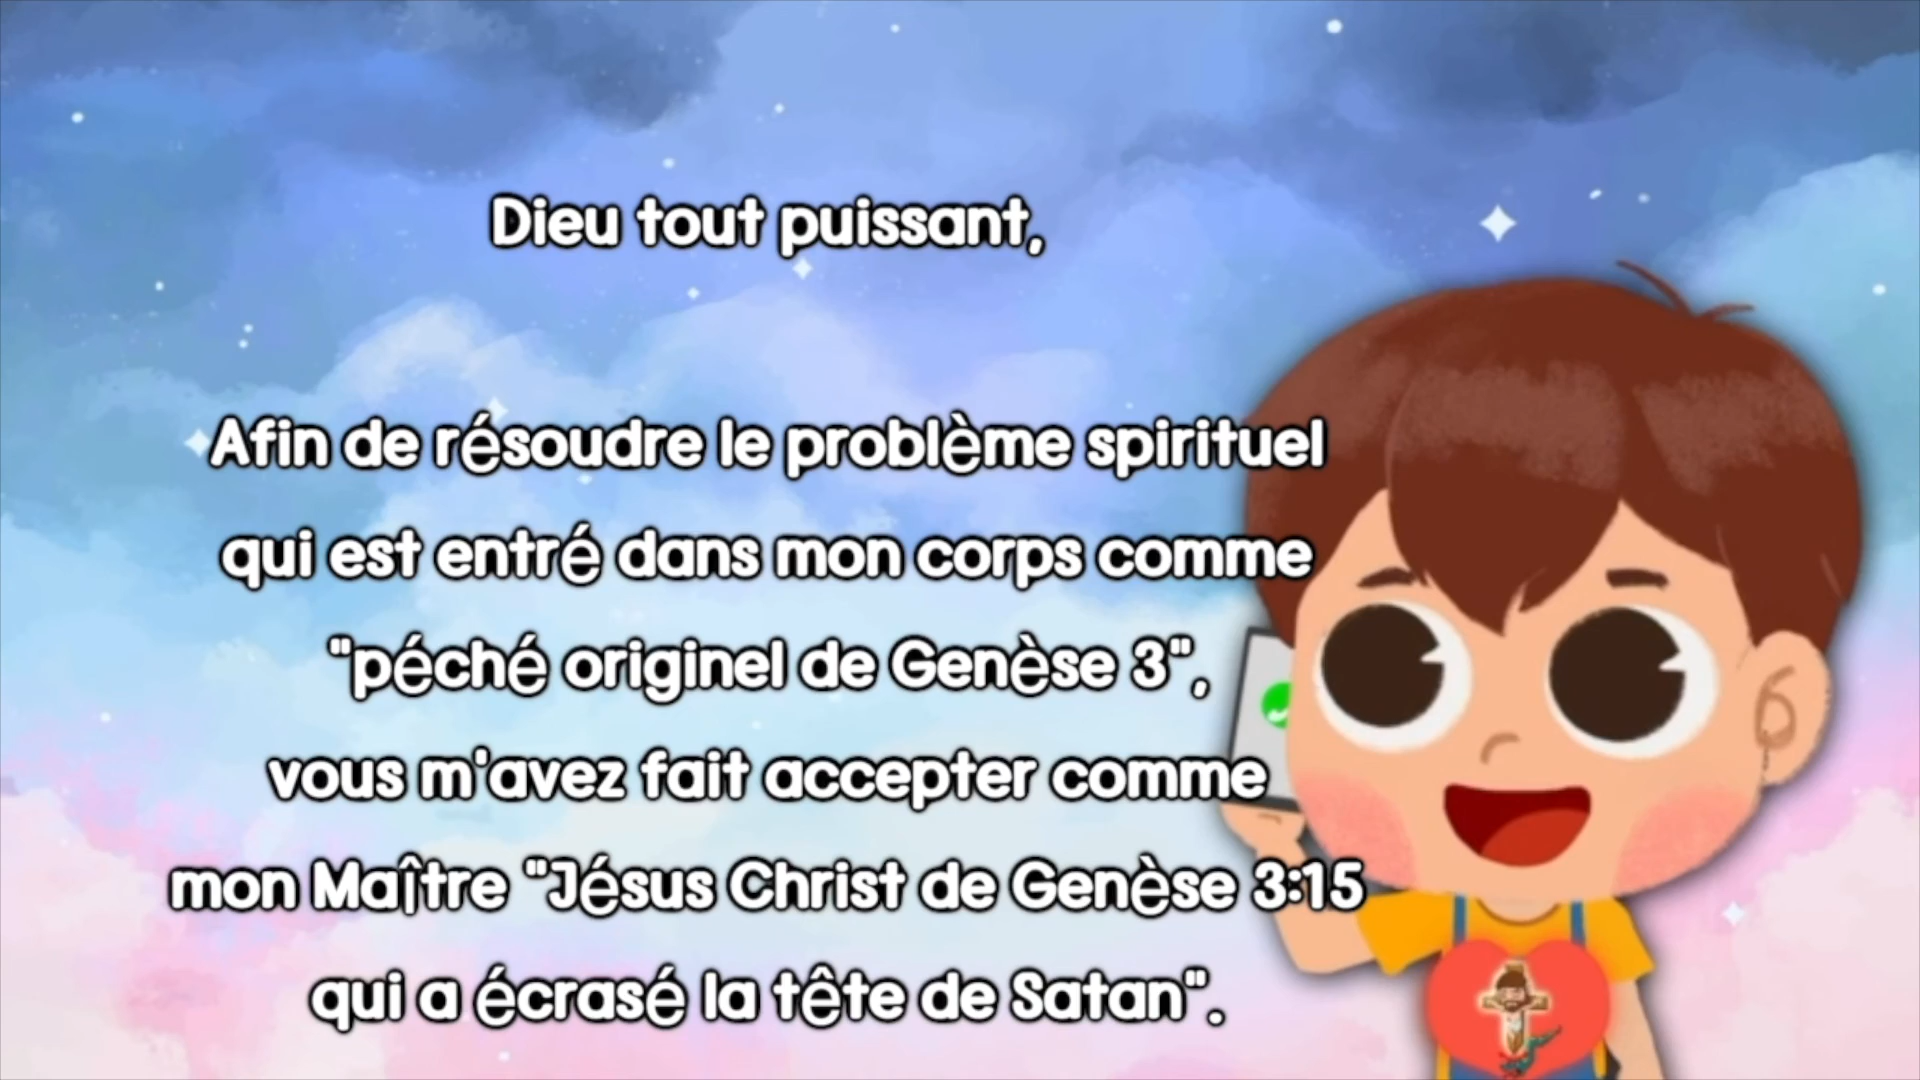 Dieu tout puissant,
Afin de résoudre le problème spirituel
qui est entré dans mon corps comme
"péché originel de Genèse 3",
vous m'avez fait accepter comme
mon Maître "Jésus Christ de Genèse 3:15
qui a écrasé la tête de Satan".